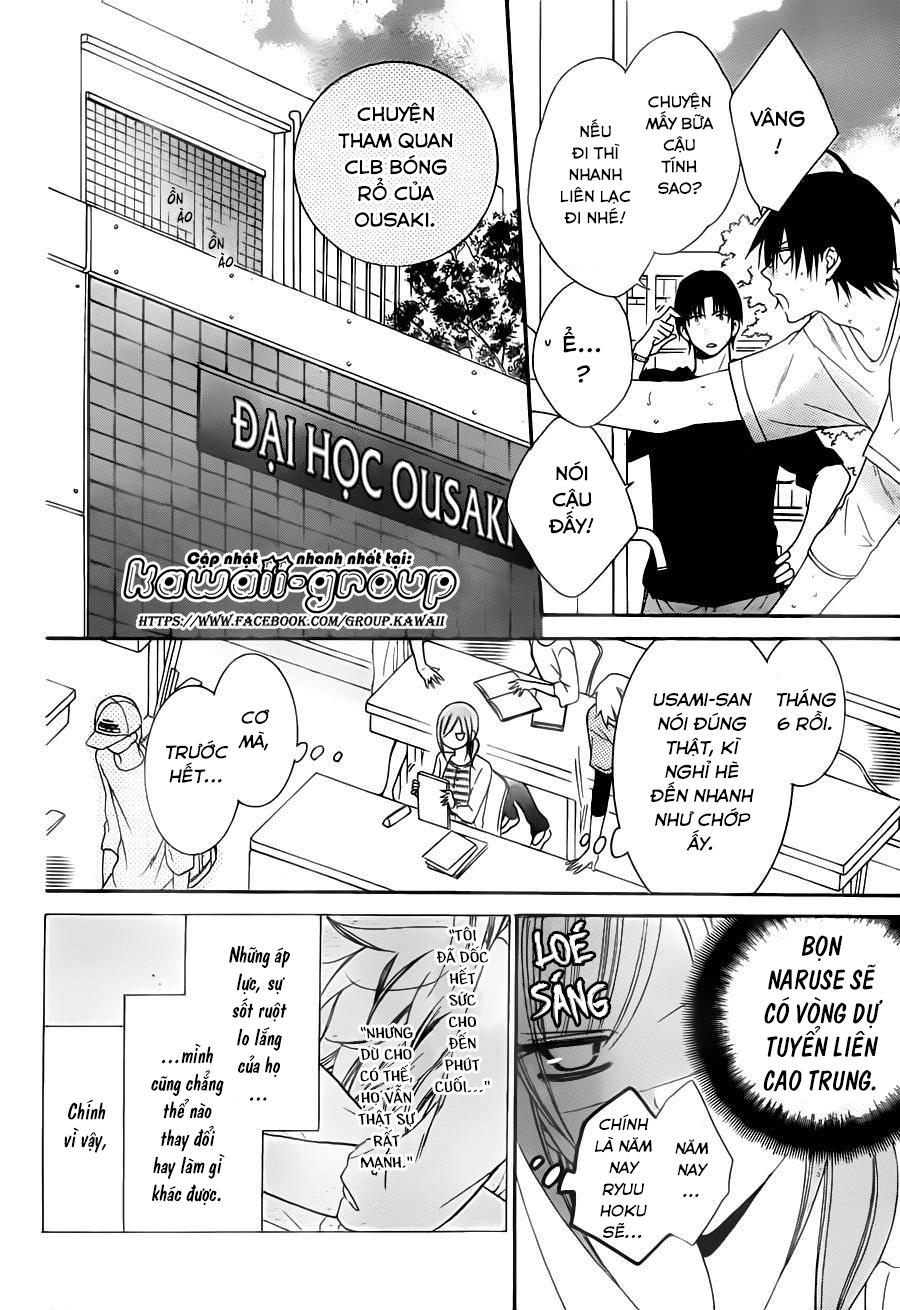 VÂNG
!
CHUYỆN
MẤY BỮA
CẬU
TÍNH
SAO?
NẾU
ĐI THÌ
NHANH
LIÊN LẠC
ĐI NHÉ!
Ể...
?
NÓI
CẬU
ĐẤY!
CHUYỆN
THAM QUAN
CLB BÓNG
RỔ CỦA
OUSAKI.
ỒN
ÀO
ỒN
ÀO
ĐẠI HỌC OUSAKI
Cập nhật nhanh nhất tại:
kawaii-group
HTTPS://WWW.FACEBOOK.COM/GROUP.KAWAII
THÁNG
6 RỒI.
USAMI-SAN
NÓI ĐÚNG
THẬT, KÌ
NGHỈ HÈ
ĐẾN NHANH
NHƯ CHỚP
ẤY.
CƠ
MÀ,
TRƯỚC
HẾT...
BỌN
NARUSE SẼ
CÓ VÒNG DỰ
TUYỂN LIÊN
CAO TRUNG.
LOÉ
SÁNG
NĂM
NAY
...
CHÍNH
LÀ NĂM
NAY
RYUU
HOKU
SẼ...
"TÔI
ĐÃ DỐC
HẾT
SỨC
CHO
ĐẾN
PHÚT
CUỐI..."
"NHƯNG
DÙ CHO
CÓ THẾ,
HỌ VẪN
THẬT SỰ
RẤT
MẠNH."
Những áp
lực, sự
sốt ruột
lo lắng
của họ
...
...mình
cũng chẳng
thể nào
thay đổi
hay làm gì
khác được.
Chính
vì vậy,